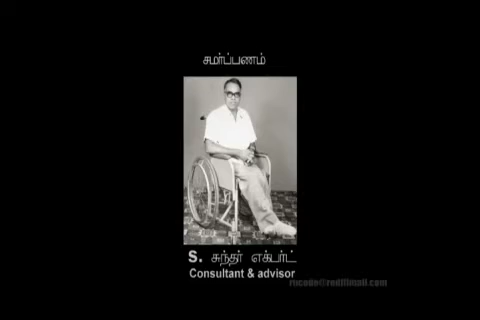 சமர்ப்பணம்
S. சுந்தர் எக்பர்ட்
Consultant & advisor